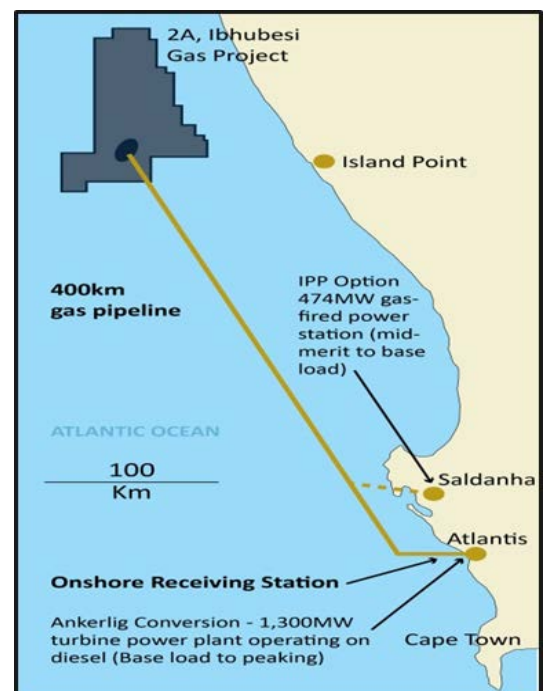 2A, Ibhubesi
Gas Project
Island Point
IPP Option
474MW gas-
fired power
station (mid-
merit to base
load)
400km
gas pipeline
ATLANTIC OCEAN
100
Km
Saldanha
Atlantis
Onshore Receiving Station
Ankerlig Conversion - 1,300MW
turbine power plant operating on
diesel (Base load to peaking)
Cape Town